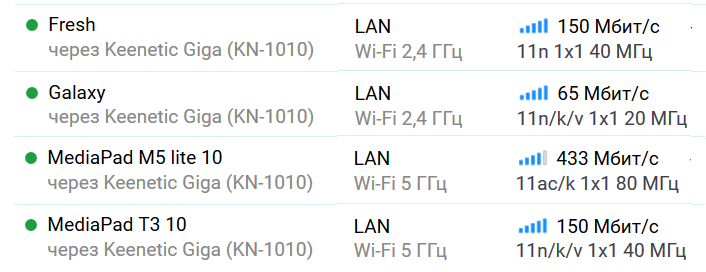 Fresh LAN 150 Мбит/с
через Keenetic Giga (KN-1010) Wi-Fi 2,4 ГГц 11n 1x1 40 МГц
Galaxy LAN 65 Мбит/с
через Keenetic Giga (KN-1010) Wi-Fi 2,4 ГГц 11n/k/v 1x1 20 МГц
MediaPad M5 lite 10 LAN 433 Мбит/с
через Keenetic Giga (KN-1010) Wi-Fi 5 ГГц 11ac/k 1x1 80 МГц
MediaPad T3 10 LAN 150 Мбит/с
через Keenetic Giga (KN-1010) Wi-Fi 5 ГГц 11n/k/v 1x1 40 МГц